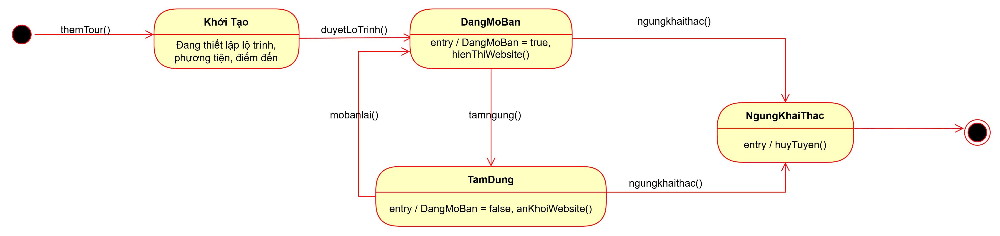 themTour()
Khởi Tạo
Đang thiết lập lộ trình,
phương tiện, điểm đến
duyetLoTrinh()
DangMoBan
entry / DangMoBan = true,
hienThiWebsite()
ngungkhaithac()
mobanlai()
tamngung()
NgungKhaiThac
entry / huyTuyen()
TamDung
entry / DangMoBan = false, anKhoiWebsite()
ngungkhaithac()